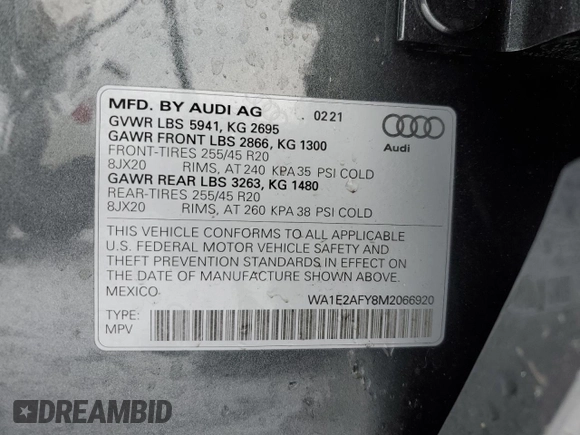 MFD. BY AUDI AG 0221
GVWR LBS 5941, KG 2695
GAWR FRONT LBS 2866, KG 1300
FRONT-TIRES 255/45 R20
8JX20 RIMS, AT 240 KPA 35 PSI COLD
GAWR REAR LBS 3263, KG 1480
REAR-TIRES 255/45 R20
8JX20 RIMS, AT 260 KPA 38 PSI COLD
Audi
THIS VEHICLE CONFORMS TO ALL APPLICABLE
U.S. FEDERAL MOTOR VEHICLE SAFETY AND
THEFT PREVENTION STANDARDS IN EFFECT ON
THE DATE OF MANUFACTURE SHOWN ABOVE.
MEXICO
WA1E2AFY8M2066920
TYPE:
MPV
DREAMBID